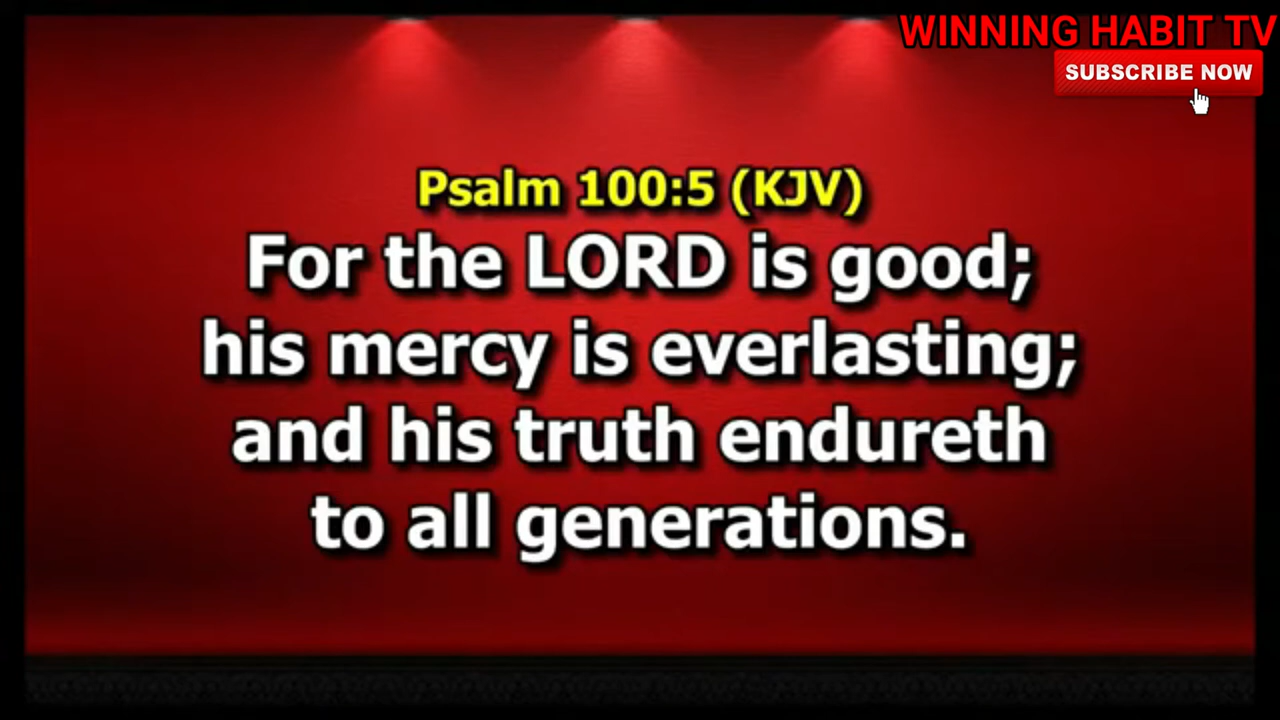 WINNING HABIT TV
SUBSCRIBE NOW
Psalm 100:5 (KJV)
For the LORD is good;
his mercy is everlasting;
and his truth endureth
to all generations.